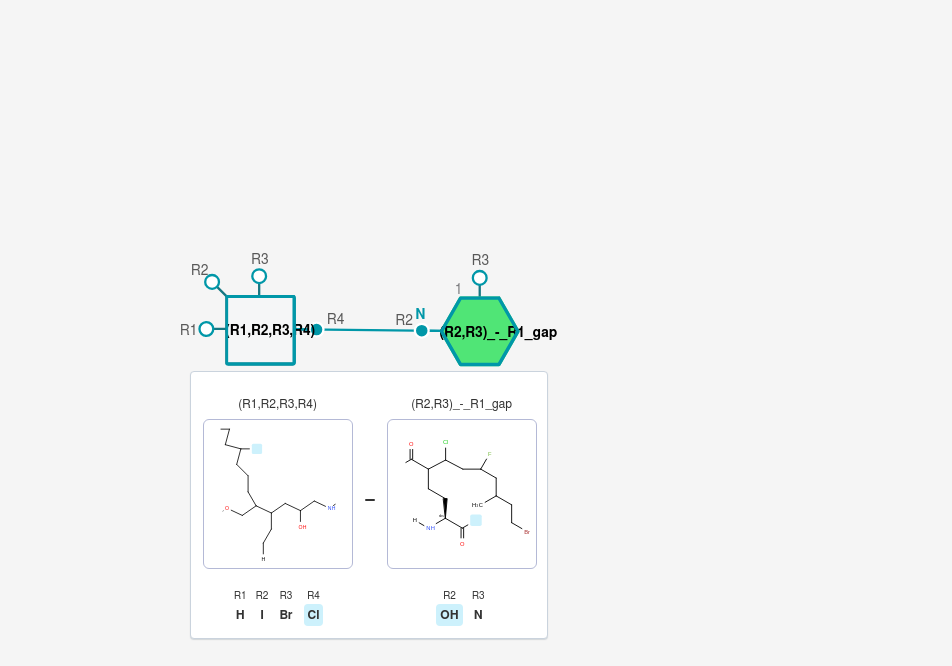 R3
R3
R2
1
N
R4
R2
R1
(R1,R2,R3,R4)
(R2,R3)_-_R1_gap
(R1,R2,R3,R4)
(R2,R3)_-_R1_gap
Cl
O
F
O
NH
OH
H
H₃C
H
NH
O
Br
R1 R2 R3 R4
R2 R3
H I Br Cl
OH N